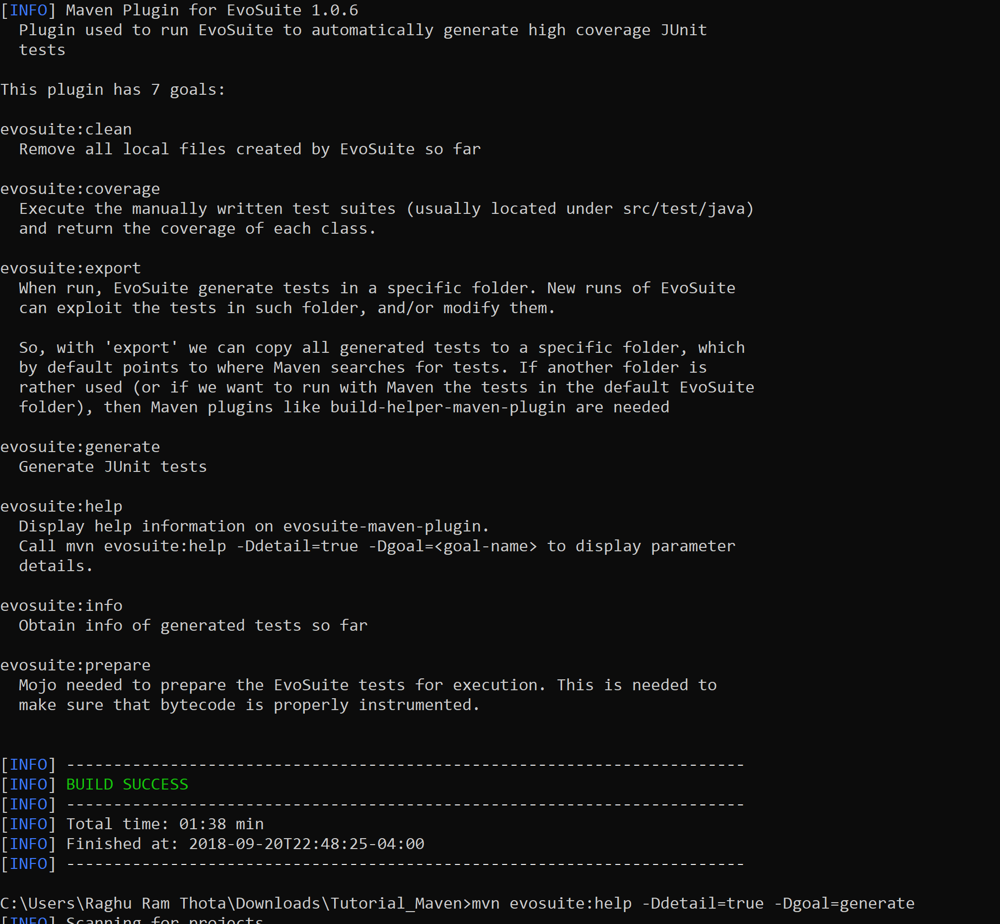 [INFO] Maven Plugin for EvoSuite 1.0.6
  Plugin used to run EvoSuite to automatically generate high coverage JUnit
  tests

This plugin has 7 goals:

evosuite:clean
  Remove all local files created by EvoSuite so far

evosuite:coverage
  Execute the manually written test suites (usually located under src/test/java)
  and return the coverage of each class.

evosuite:export
  When run, EvoSuite generate tests in a specific folder. New runs of EvoSuite
  can exploit the tests in such folder, and/or modify them.

  So, with 'export' we can copy all generated tests to a specific folder, which
  by default points to where Maven searches for tests. If another folder is
  rather used (or if we want to run with Maven the tests in the default EvoSuite
  folder), then Maven plugins like build-helper-maven-plugin are needed

evosuite:generate
  Generate JUnit tests

evosuite:help
  Display help information on evosuite-maven-plugin.
  Call mvn evosuite:help -Ddetail=true -Dgoal=<goal-name> to display parameter
  details.

evosuite:info
  Obtain info of generated tests so far

evosuite:prepare
  Mojo needed to prepare the EvoSuite tests for execution. This is needed to
  make sure that bytecode is properly instrumented.


[INFO] ------------------------------------------------------------------------
[INFO] BUILD SUCCESS
[INFO] ------------------------------------------------------------------------
[INFO] Total time: 01:38 min
[INFO] Finished at: 2018-09-20T22:48:25-04:00
[INFO] ------------------------------------------------------------------------

C:\Users\Raghu Ram Thota\Downloads\Tutorial_Maven>mvn evosuite:help -Ddetail=true -Dgoal=generate
[INFO] Scanning for projects